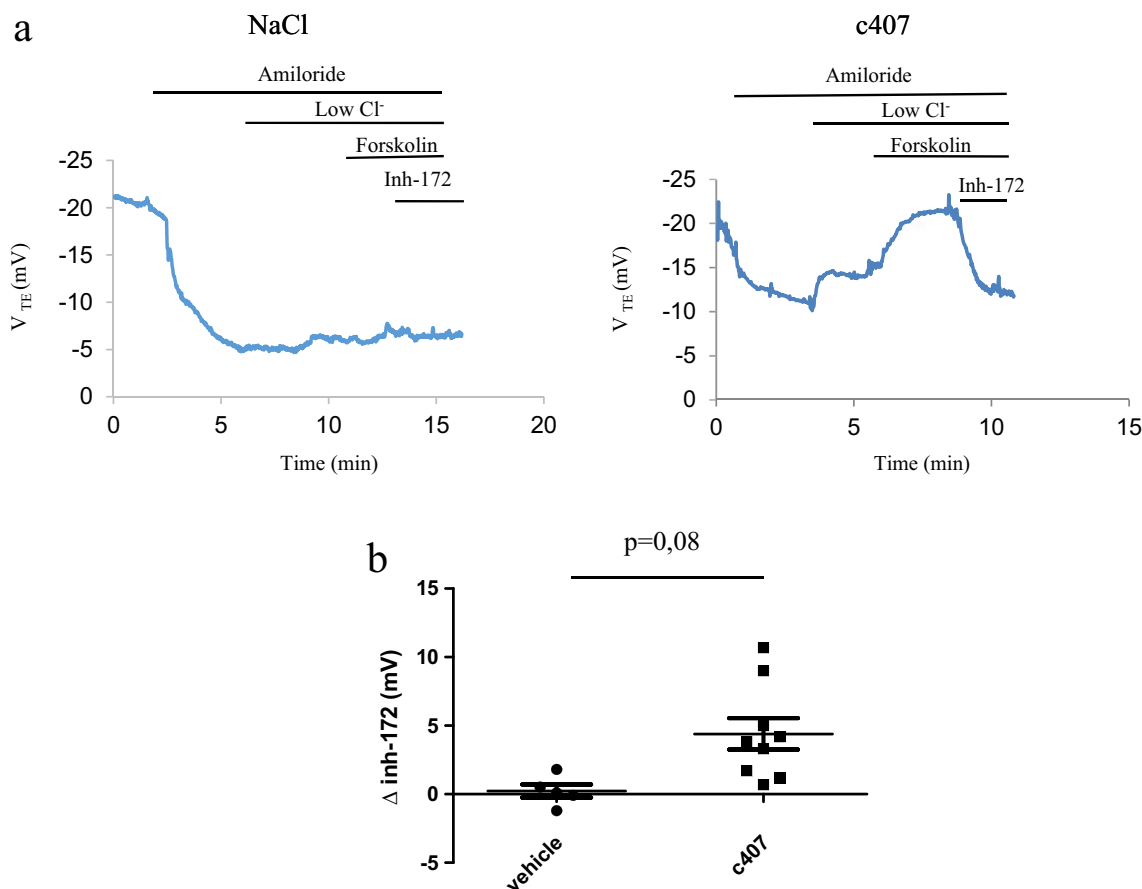 a
NaCl
Amiloride
Low Cl-
Forskolin
Inh-172
-25
-20
-15
-10
-5
0
V TE (mV)
0 5 10 15 20
Time (min)
c407
Amiloride
Low Cl-
Forskolin
Inh-172
-25
-20
-15
-10
-5
0
V TE (mV)
0 5 10 15
Time (min)
b
p=0,08
15
10
5
0
-5
Δ inh-172 (mV)
vehicle
c407